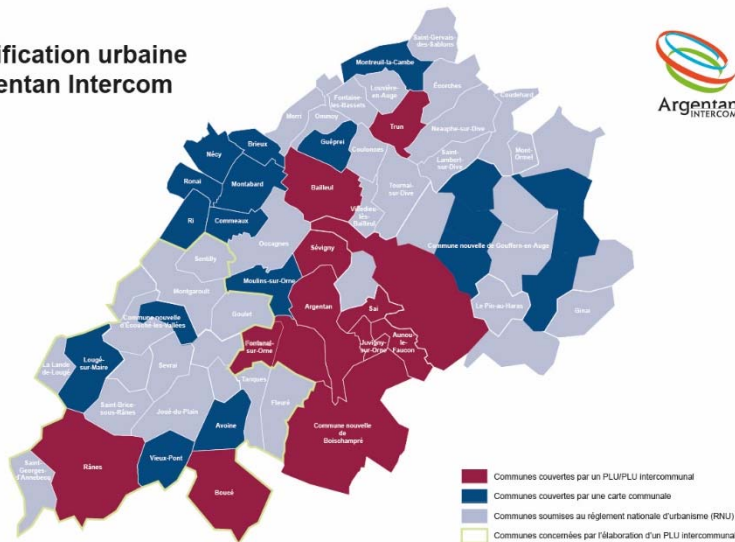 ification urbaine
entan Intercom
Argentan
INTERCOM
Saint-Gervais-
des-Sablons
Montreuil-la-Cambe
Louvière-
en-Auge
Écorches
Fontaine-
les-Bassets
Coudehard
Merri
Ommoy
Trun
Neauphe-sur-Dive
Brieux
Guêprei
Coulonces
Mont-
Ormel
Nécy
Saint-
Lambert-
sur-Dive
Ronai
Montabard
Bailleul
Tournai-
sur-Dive
Villedieu-
lès-
Bailleul
Ri
Commeaux
Occagnes
Sévigny
Commune nouvelle de Gouffern-en-Auge
Sentilly
Moulins-sur-Orne
Montgaroult
Argentan
Sai
Le Pin-au-Haras
Ginai
Commune nouvelle
d'Écouché-les-Vallées
Goulet
Fontenai-
sur-Orne
Juvigny-
sur-Orne
Aunou-
le-
Faucon
La Lande-
de-Lougé
Lougé-
sur-Maire
Sevrai
Tanques
Fleuré
Saint-Brice-
sous-Rânes
Joué-du-Plain
Avoine
Commune nouvelle
de
Boischampré
Saint-
Georges-
d'Annebecq
Rânes
Vieux-Pont
Boucé
Communes couvertes par un PLU/PLU intercommunal
Communes couvertes par une carte communale
Communes soumises au réglement nationale d'urbanisme (RNU)
Communes concernées par l'élaboration d'un PLU intercommunal